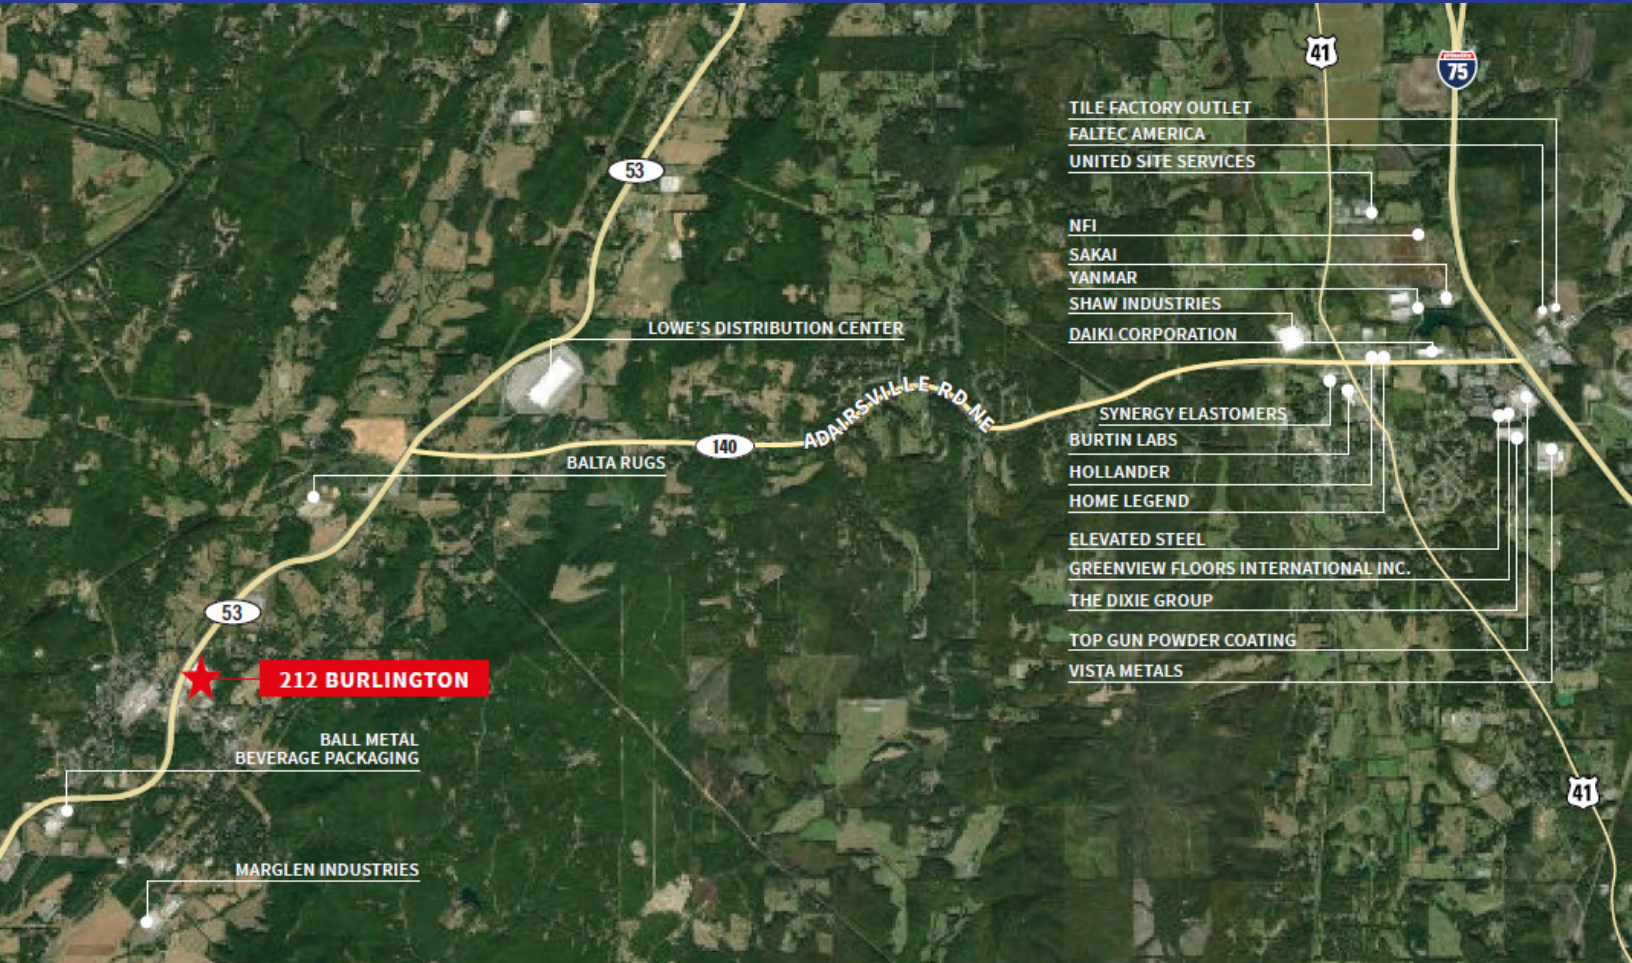 41
75
TILE FACTORY OUTLET
FALTEC AMERICA
UNITED SITE SERVICES
53
NFI
SAKAI
YANMAR
SHAW INDUSTRIES
LOWE'S DISTRIBUTION CENTER
DAIKI CORPORATION
ADAIRSVILLE RD NE
SYNERGY ELASTOMERS
BURTIN LABS
140
BALTA RUGS
HOLLANDER
HOME LEGEND
ELEVATED STEEL
GREENVIEW FLOORS INTERNATIONAL INC.
THE DIXIE GROUP
53
TOP GUN POWDER COATING
VISTA METALS
212 BURLINGTON
BALL METAL
BEVERAGE PACKAGING
41
MARGLEN INDUSTRIES